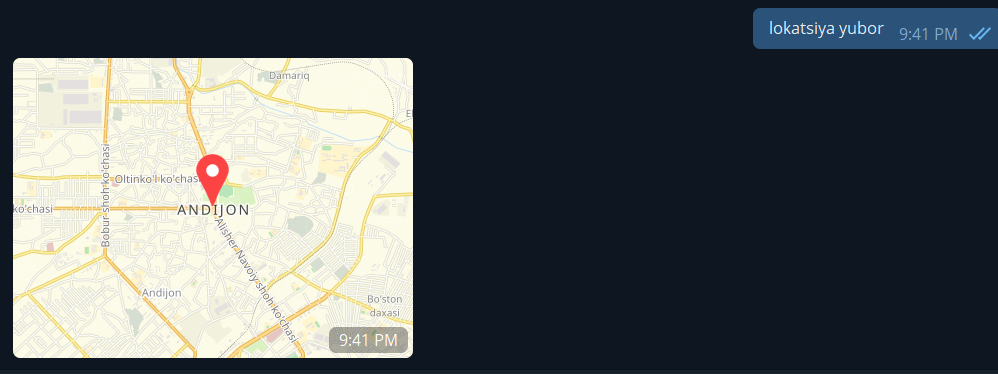 lokatsiya yubor 9:41 PM
Damariq
Bobur shoh ko'chasi
Oltinko'l ko'chasi
ko'chasi
ANDIJON
Alisher Navoiy shoh ko'chasi
Andijon
Bo'ston
daxasi
9:41 PM